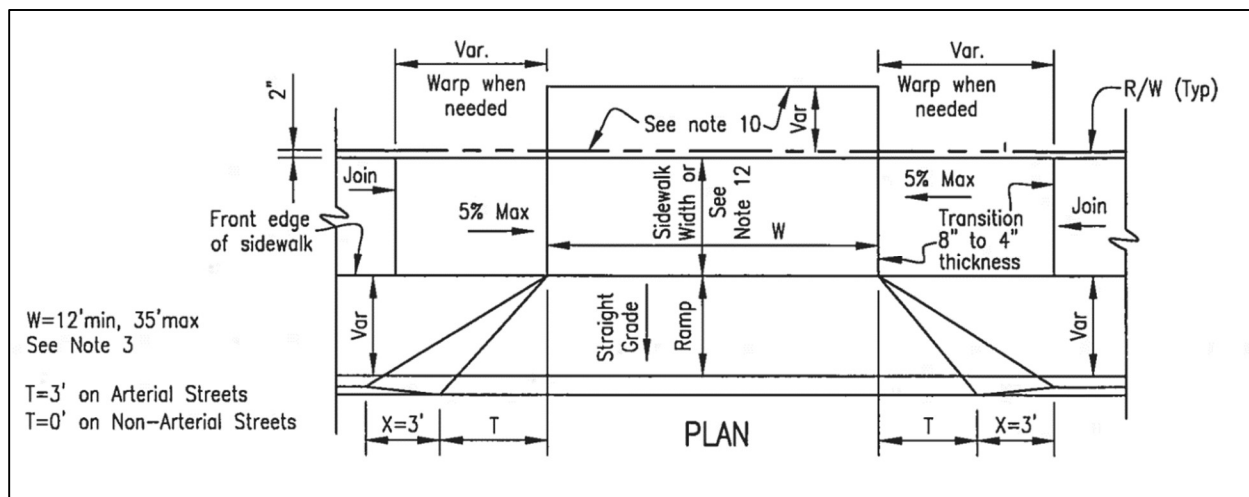 Var.
Var.
2"
Warp when
needed
See note 10
Var
Warp when
needed
R/W (Typ)
Join
5% Max
Sidewalk
Width or
See
Note 12
W
5% Max
Transition
8" to 4"
thickness
Join
Front edge
of sidewalk
W=12'min, 35'max
See Note 3
T=3' on Arterial Streets
T=0' on Non-Arterial Streets
Var
Straight
Grade
Ramp
Var
X=3'
T
PLAN
T
X=3'